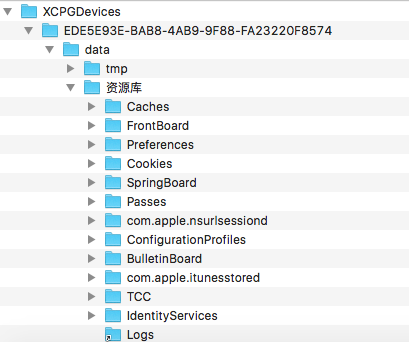 XCPGDevices
EDE5E93E-BAB8-4AB9-9F88-FA23220F8574
data
tmp
资源库
Caches
FrontBoard
Preferences
Cookies
SpringBoard
Passes
com.apple.nsurlsessiond
ConfigurationProfiles
BulletinBoard
com.apple.itunesstored
TCC
IdentityServices
Logs